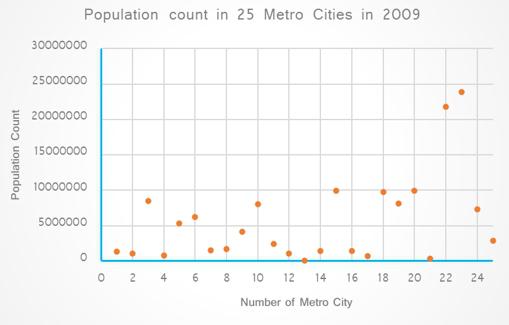 Population count in 25 Metro Cities in 2009
30000000
25000000
20000000
15000000
10000000
5000000
0
0 2 4 6 8 10 12 14 16 18 20 22 24
Population Count
Number of Metro City